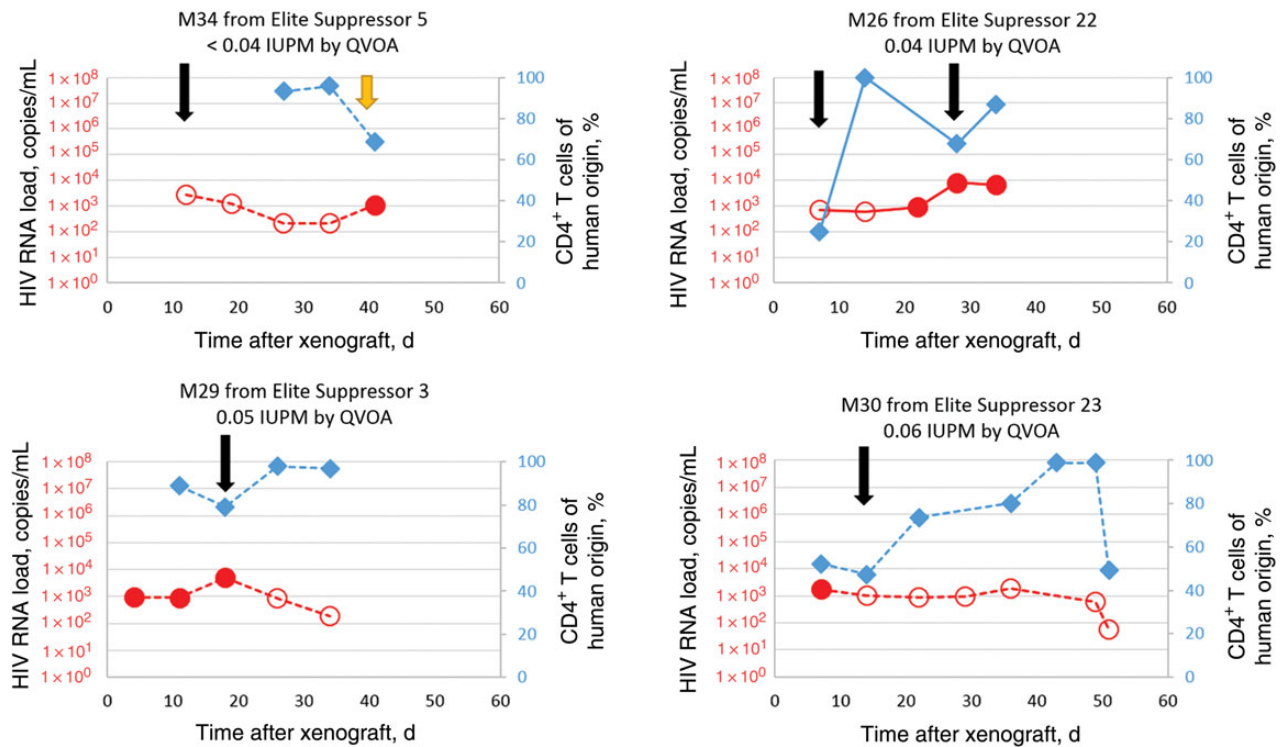 M34 from Elite Suppressor 5
< 0.04 IUPM by QVOA
HIV RNA load, copies/mL
1 × 10⁸
1 × 10⁷
1 × 10⁶
1 × 10⁵
1 × 10⁴
1 × 10³
1 × 10²
1 × 10¹
1 × 10⁰
100
80
60
40
20
0
CD4⁺ T cells of
human origin, %
0 10 20 30 40 50 60
Time after xenograft, d
M26 from Elite Supressor 22
0.04 IUPM by QVOA
HIV RNA load, copies/mL
1 × 10⁸
1 × 10⁷
1 × 10⁶
1 × 10⁵
1 × 10⁴
1 × 10³
1 × 10²
1 × 10¹
1 × 10⁰
100
80
60
40
20
0
CD4⁺ T cells of
human origin, %
0 10 20 30 40 50 60
Time after xenograft, d
M29 from Elite Suppressor 3
0.05 IUPM by QVOA
HIV RNA load, copies/mL
1 × 10⁸
1 × 10⁷
1 × 10⁶
1 × 10⁵
1 × 10⁴
1 × 10³
1 × 10²
1 × 10¹
1 × 10⁰
100
80
60
40
20
0
CD4⁺ T cells of
human origin, %
0 10 20 30 40 50 60
Time after xenograft, d
M30 from Elite Suppressor 23
0.06 IUPM by QVOA
HIV RNA load, copies/mL
1 × 10⁸
1 × 10⁷
1 × 10⁶
1 × 10⁵
1 × 10⁴
1 × 10³
1 × 10²
1 × 10¹
1 × 10⁰
100
80
60
40
20
0
CD4⁺ T cells of
human origin, %
0 10 20 30 40 50 60
Time after xenograft, d